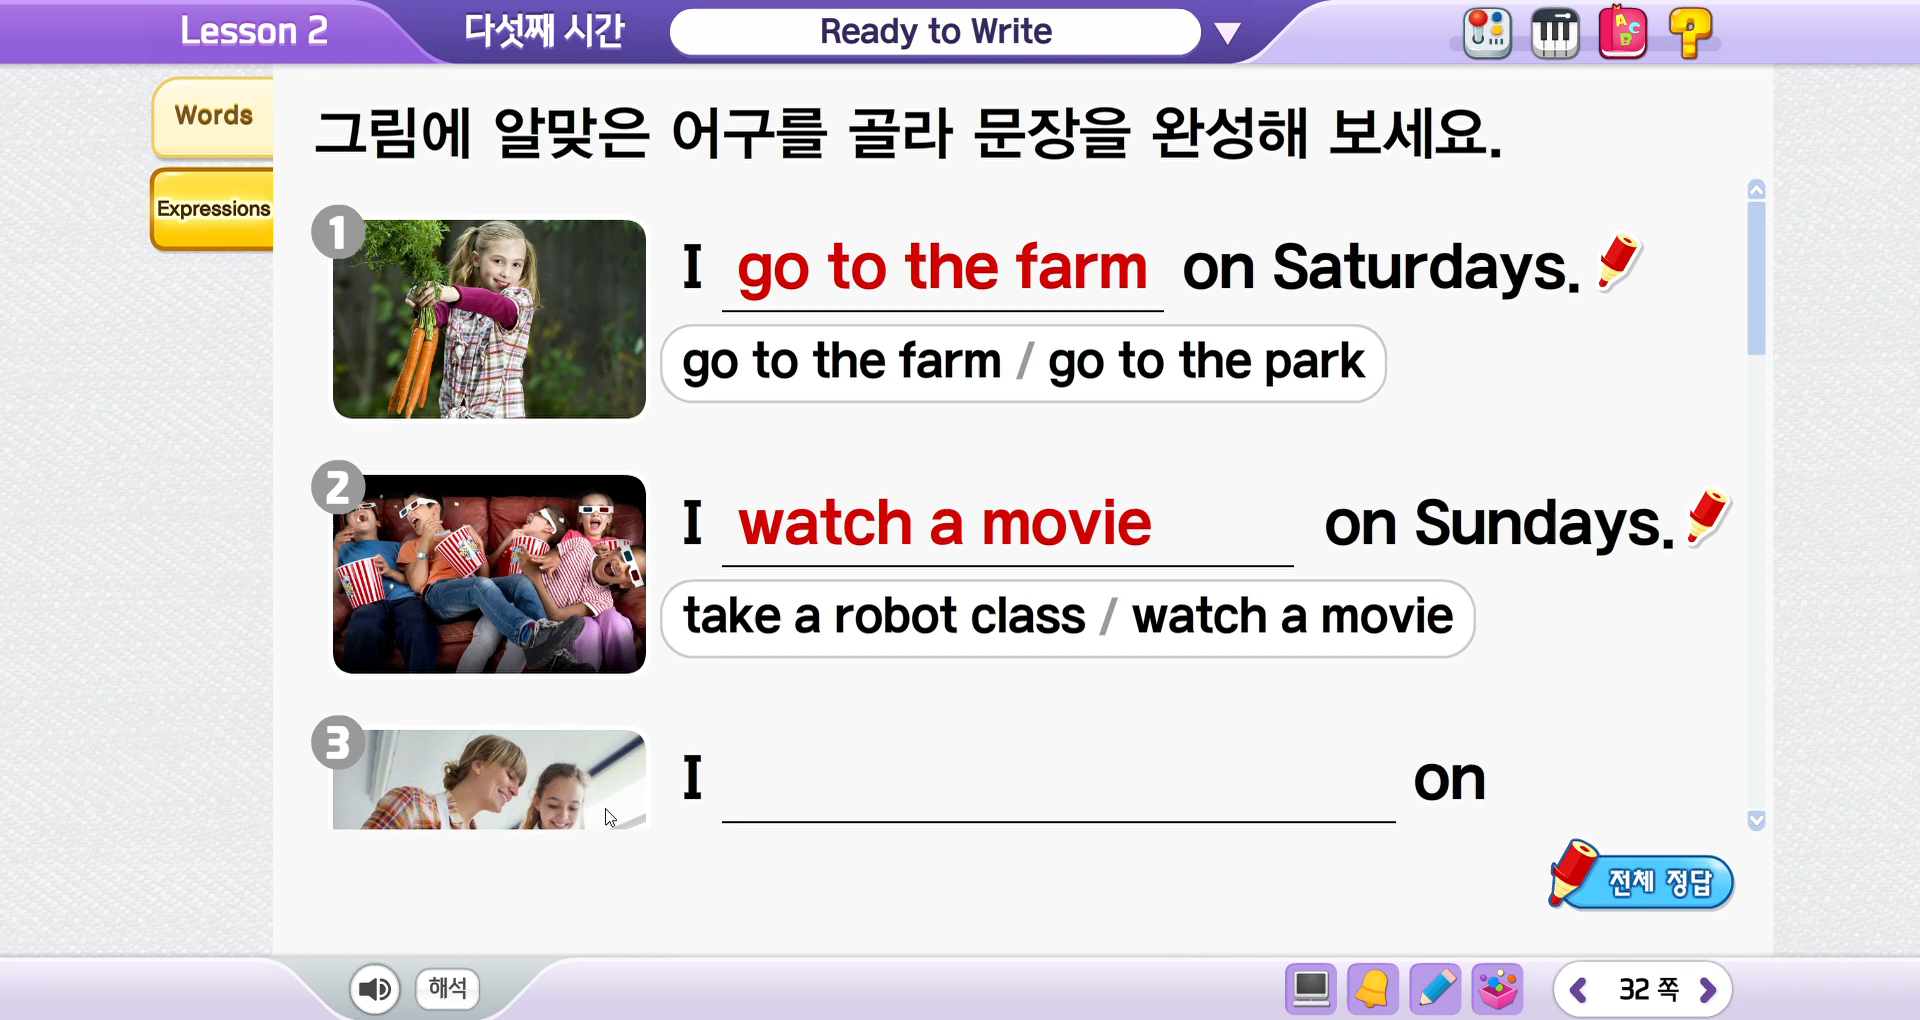 Lesson 2
다섯째 시간
Ready to Write
Words
Expressions
그림에 알맞은 어구를 골라 문장을 완성해 보세요.
1
I go to the farm on Saturdays.
go to the farm / go to the park
2
I watch a movie on Sundays.
take a robot class / watch a movie
3
I on
전체 정답
해석
32 쪽